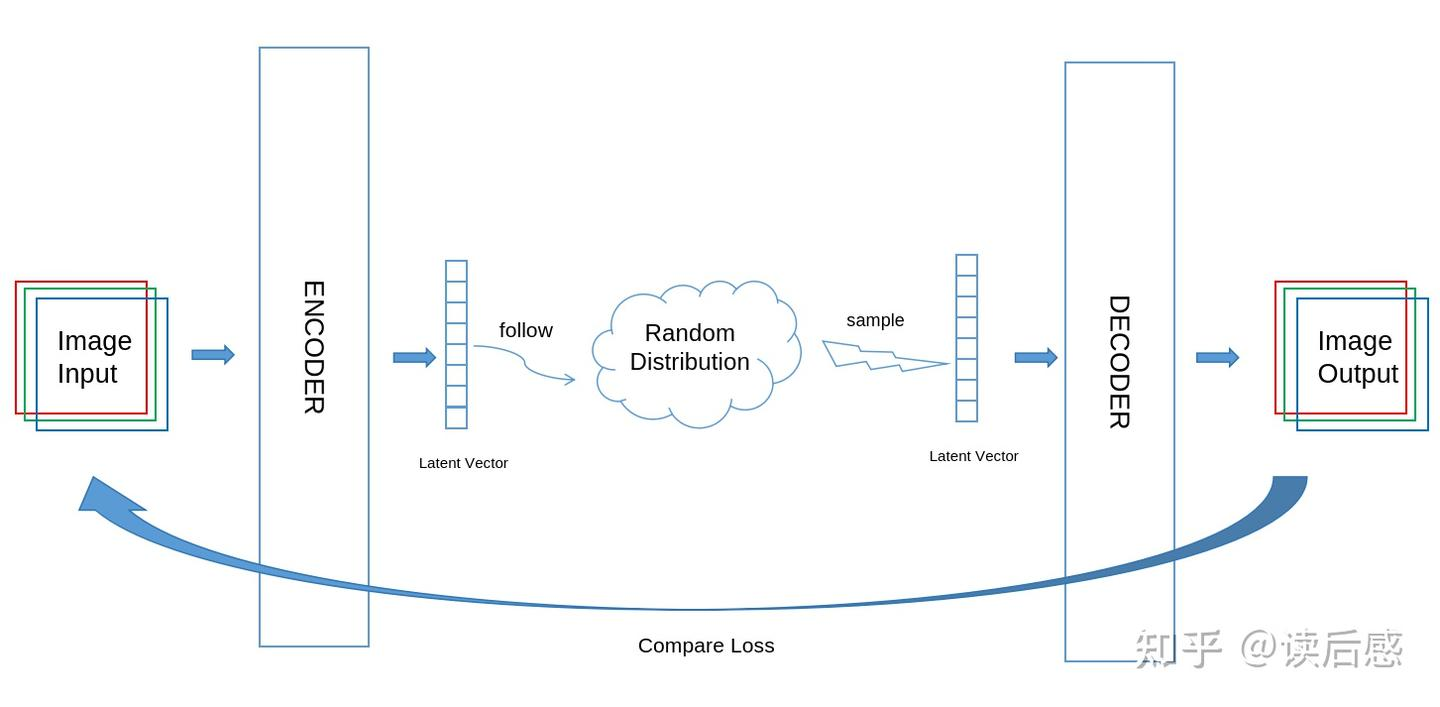 Image
Input
ENCODER
Latent Vector
follow
Random
Distribution
sample
Latent Vector
DECODER
Image
Output
Compare Loss
知乎 @读后感